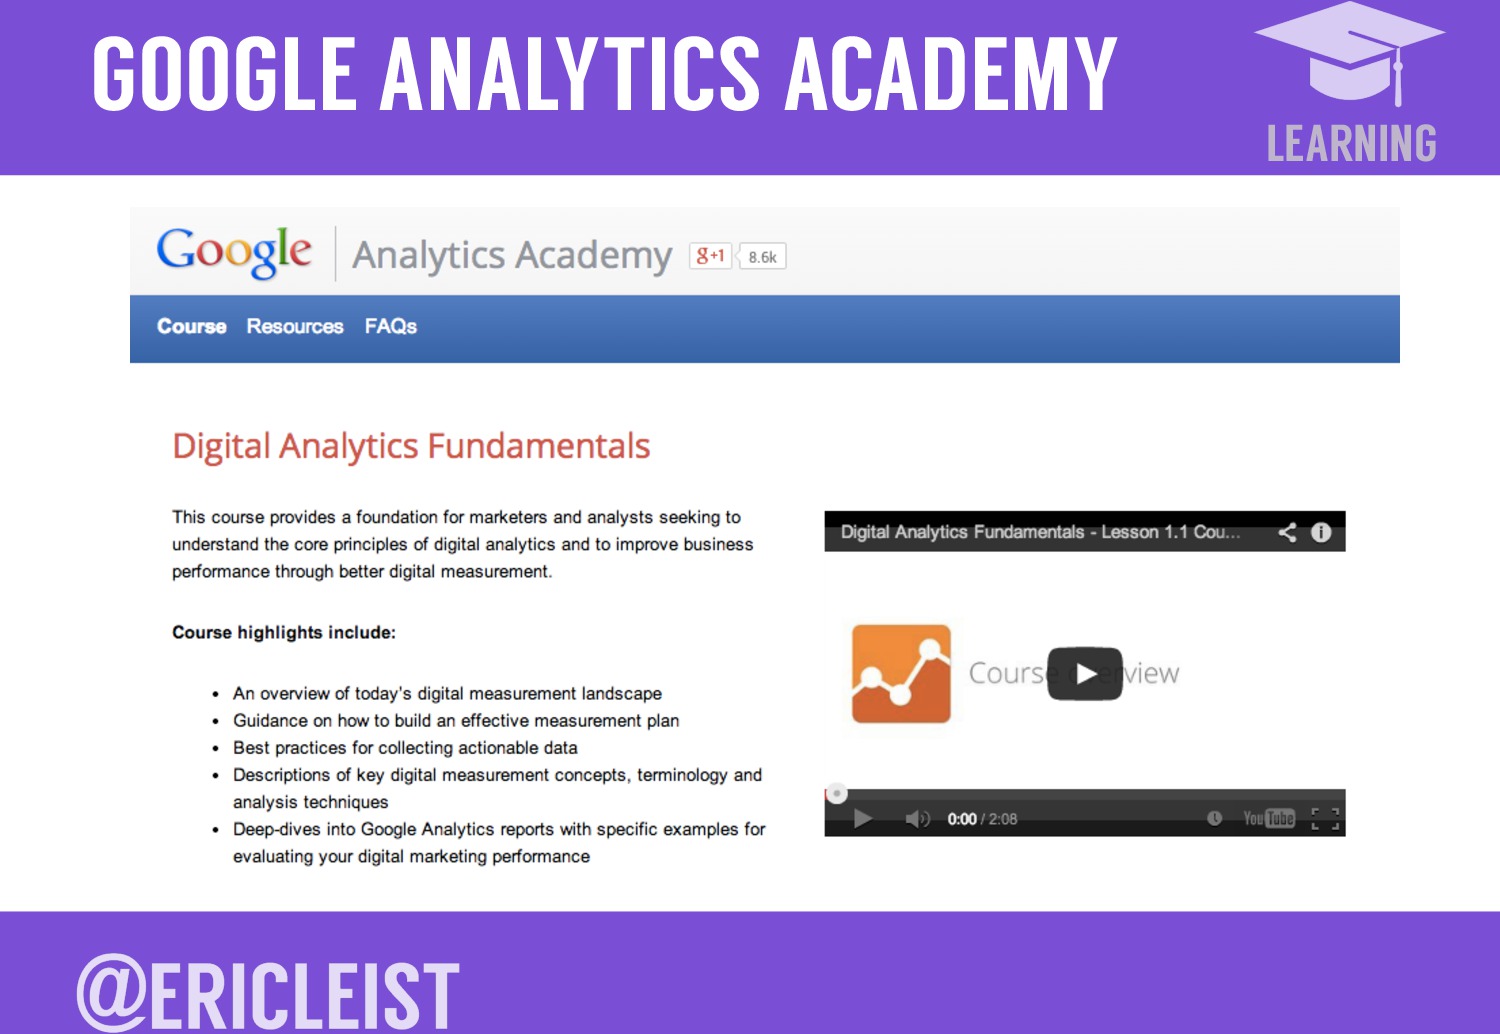 GOOGLE ANALYTICS ACADEMY
LEARNING
Google | Analytics Academy g+1 8.6k
Course Resources FAQs
Digital Analytics Fundamentals
This course provides a foundation for marketers and analysts seeking to
understand the core principles of digital analytics and to improve business
performance through better digital measurement.
Course highlights include:
• An overview of today's digital measurement landscape
• Guidance on how to build an effective measurement plan
• Best practices for collecting actionable data
• Descriptions of key digital measurement concepts, terminology and
analysis techniques
• Deep-dives into Google Analytics reports with specific examples for
evaluating your digital marketing performance
Digital Analytics Fundamentals - Lesson 1.1 Cou...
Course overview
0:00 / 2:08 YouTube
@ERICLEIST